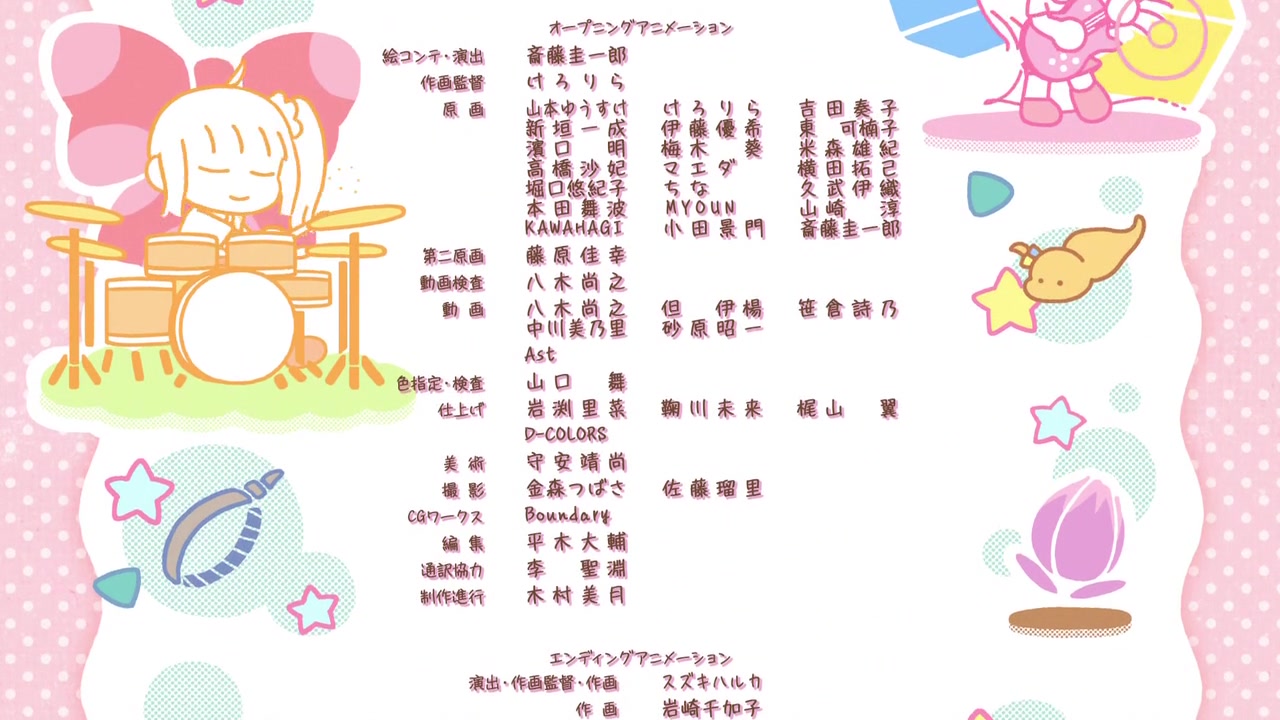 オープニングアニメーション
絵コンテ・演出 斎藤圭一郎
作画監督 けろりら
原画 山本ゆうすけ けろりら 吉田奏子
新垣一成 伊藤優希 東 可楠子
濱口 明 梅木 葵 米森雄紀
高橋沙妃 マエダ 横田拓己
堀口悠紀子 ちな 久武伊織
本田舞波 MYOUN 山崎 淳
KAWAHAGI 小田景門 斎藤圭一郎
第二原画 藤原佳幸
動画検査 八木尚之
動画 八木尚之 但 伊楊 笹倉詩乃
中川美乃里 砂原昭一
Ast
色指定・検査 山口 舞
仕上げ 岩渕里菜 鞠川未来 梶山 翼
D-COLORS
美術 守安靖尚
撮影 金森つばさ 佐藤瑠里
CGワークス Boundary
編集 平木大輔
通訳協力 李 聖淵
制作進行 木村美月
エンディングアニメーション
演出・作画監督・作画 スズキハルカ
作画 岩崎千加子